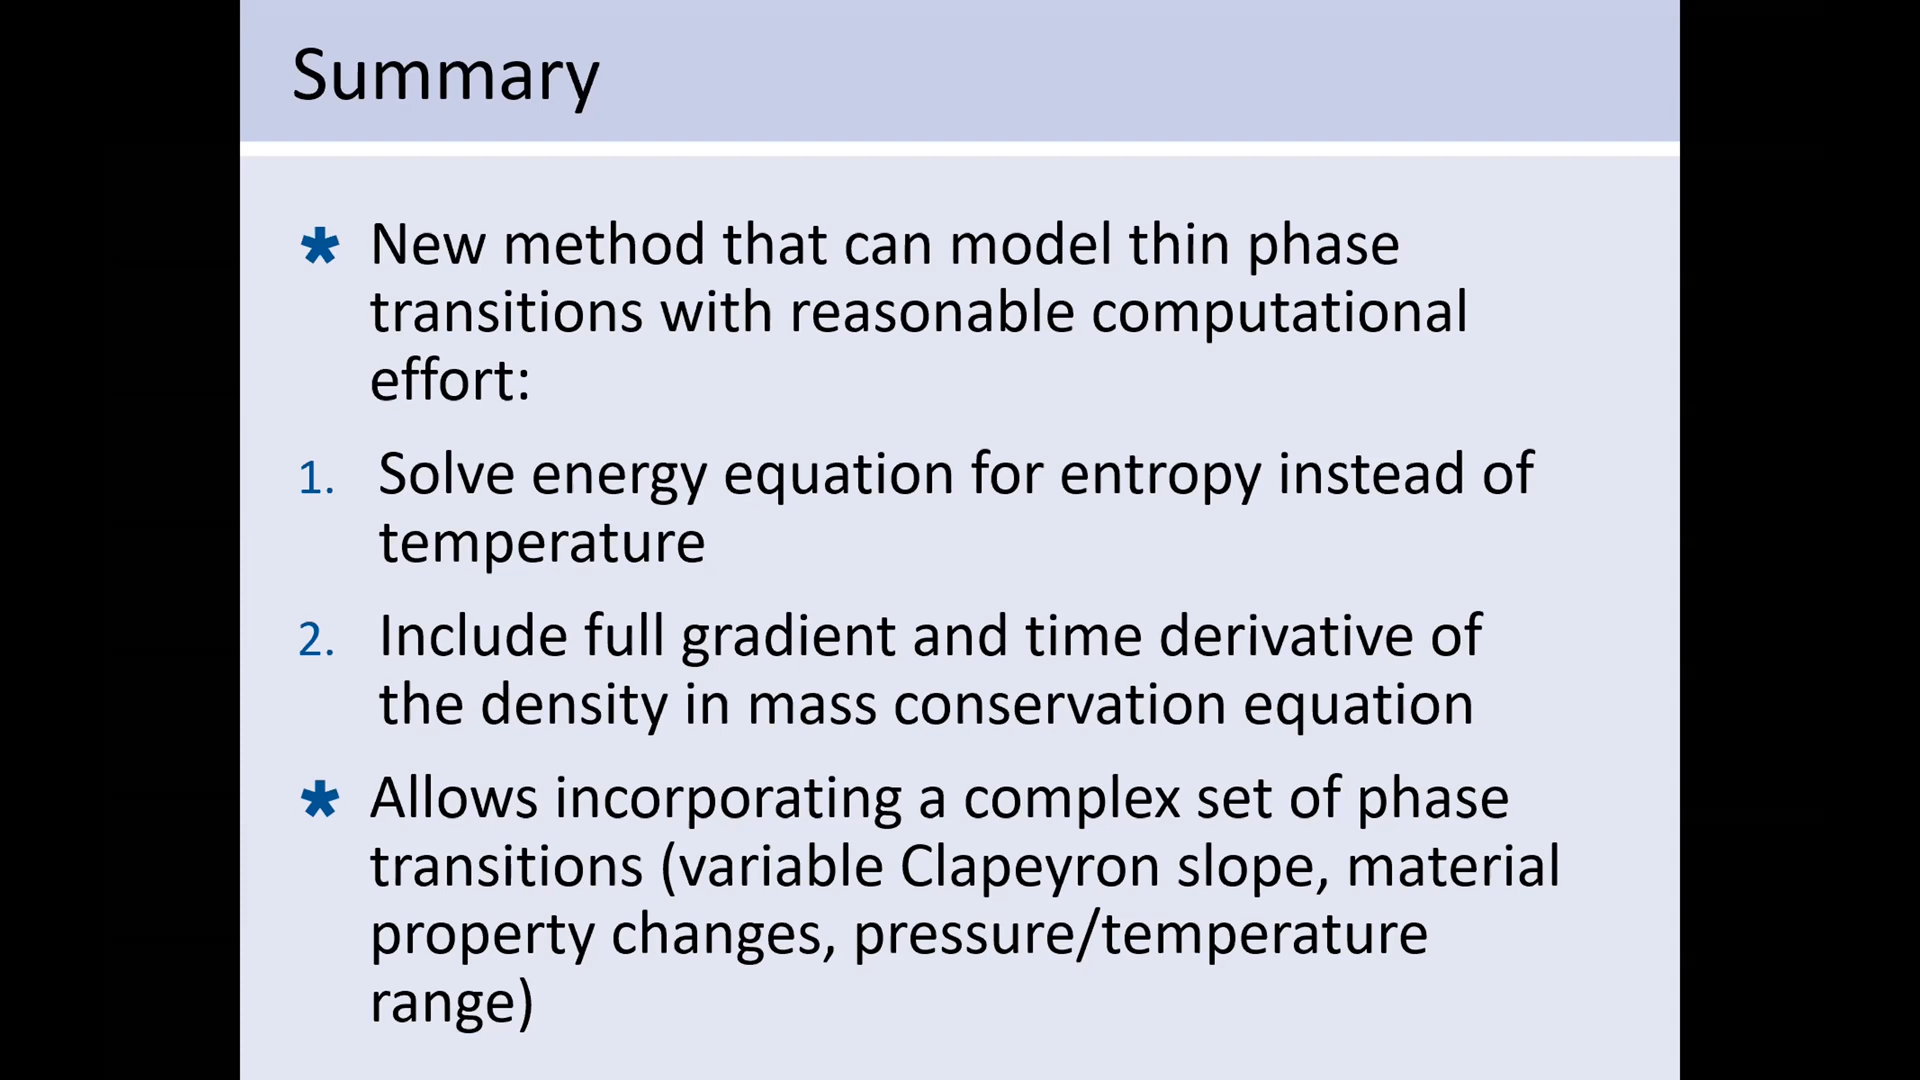 Summary
* New method that can model thin phase
transitions with reasonable computational
effort:
1. Solve energy equation for entropy instead of
temperature
2. Include full gradient and time derivative of
the density in mass conservation equation
* Allows incorporating a complex set of phase
transitions (variable Clapeyron slope, material
property changes, pressure/temperature
range)